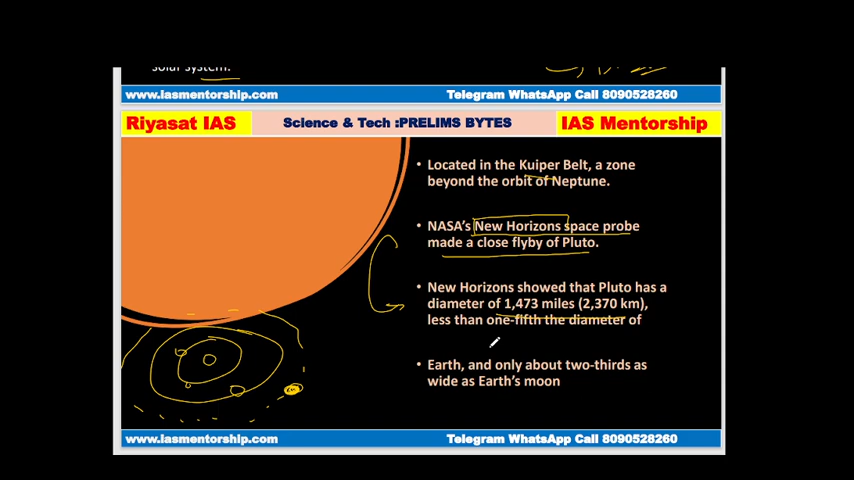 solar system.
www.iasmentorship.com Telegram WhatsApp Call 8090528260
Riyasat IAS Science & Tech :PRELIMS BYTES IAS Mentorship
• Located in the Kuiper Belt, a zone
beyond the orbit of Neptune.
• NASA's New Horizons space probe
made a close flyby of Pluto.
• New Horizons showed that Pluto has a
diameter of 1,473 miles (2,370 km),
less than one-fifth the diameter of
• Earth, and only about two-thirds as
wide as Earth's moon
www.iasmentorship.com Telegram WhatsApp Call 8090528260